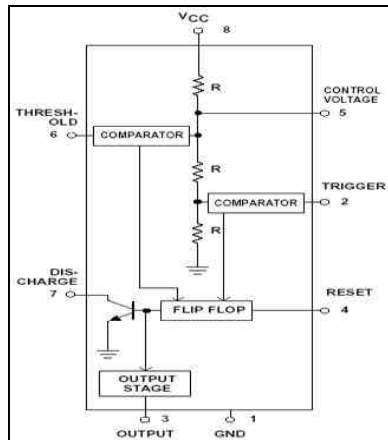 VCC
8
R
CONTROL
VOLTAGE
5
THRESH-
OLD
6
COMPARATOR
R
TRIGGER
COMPARATOR
2
R
DIS-
CHARGE
7
RESET
FLIP FLOP
4
OUTPUT
STAGE
3
1
OUTPUT
GND